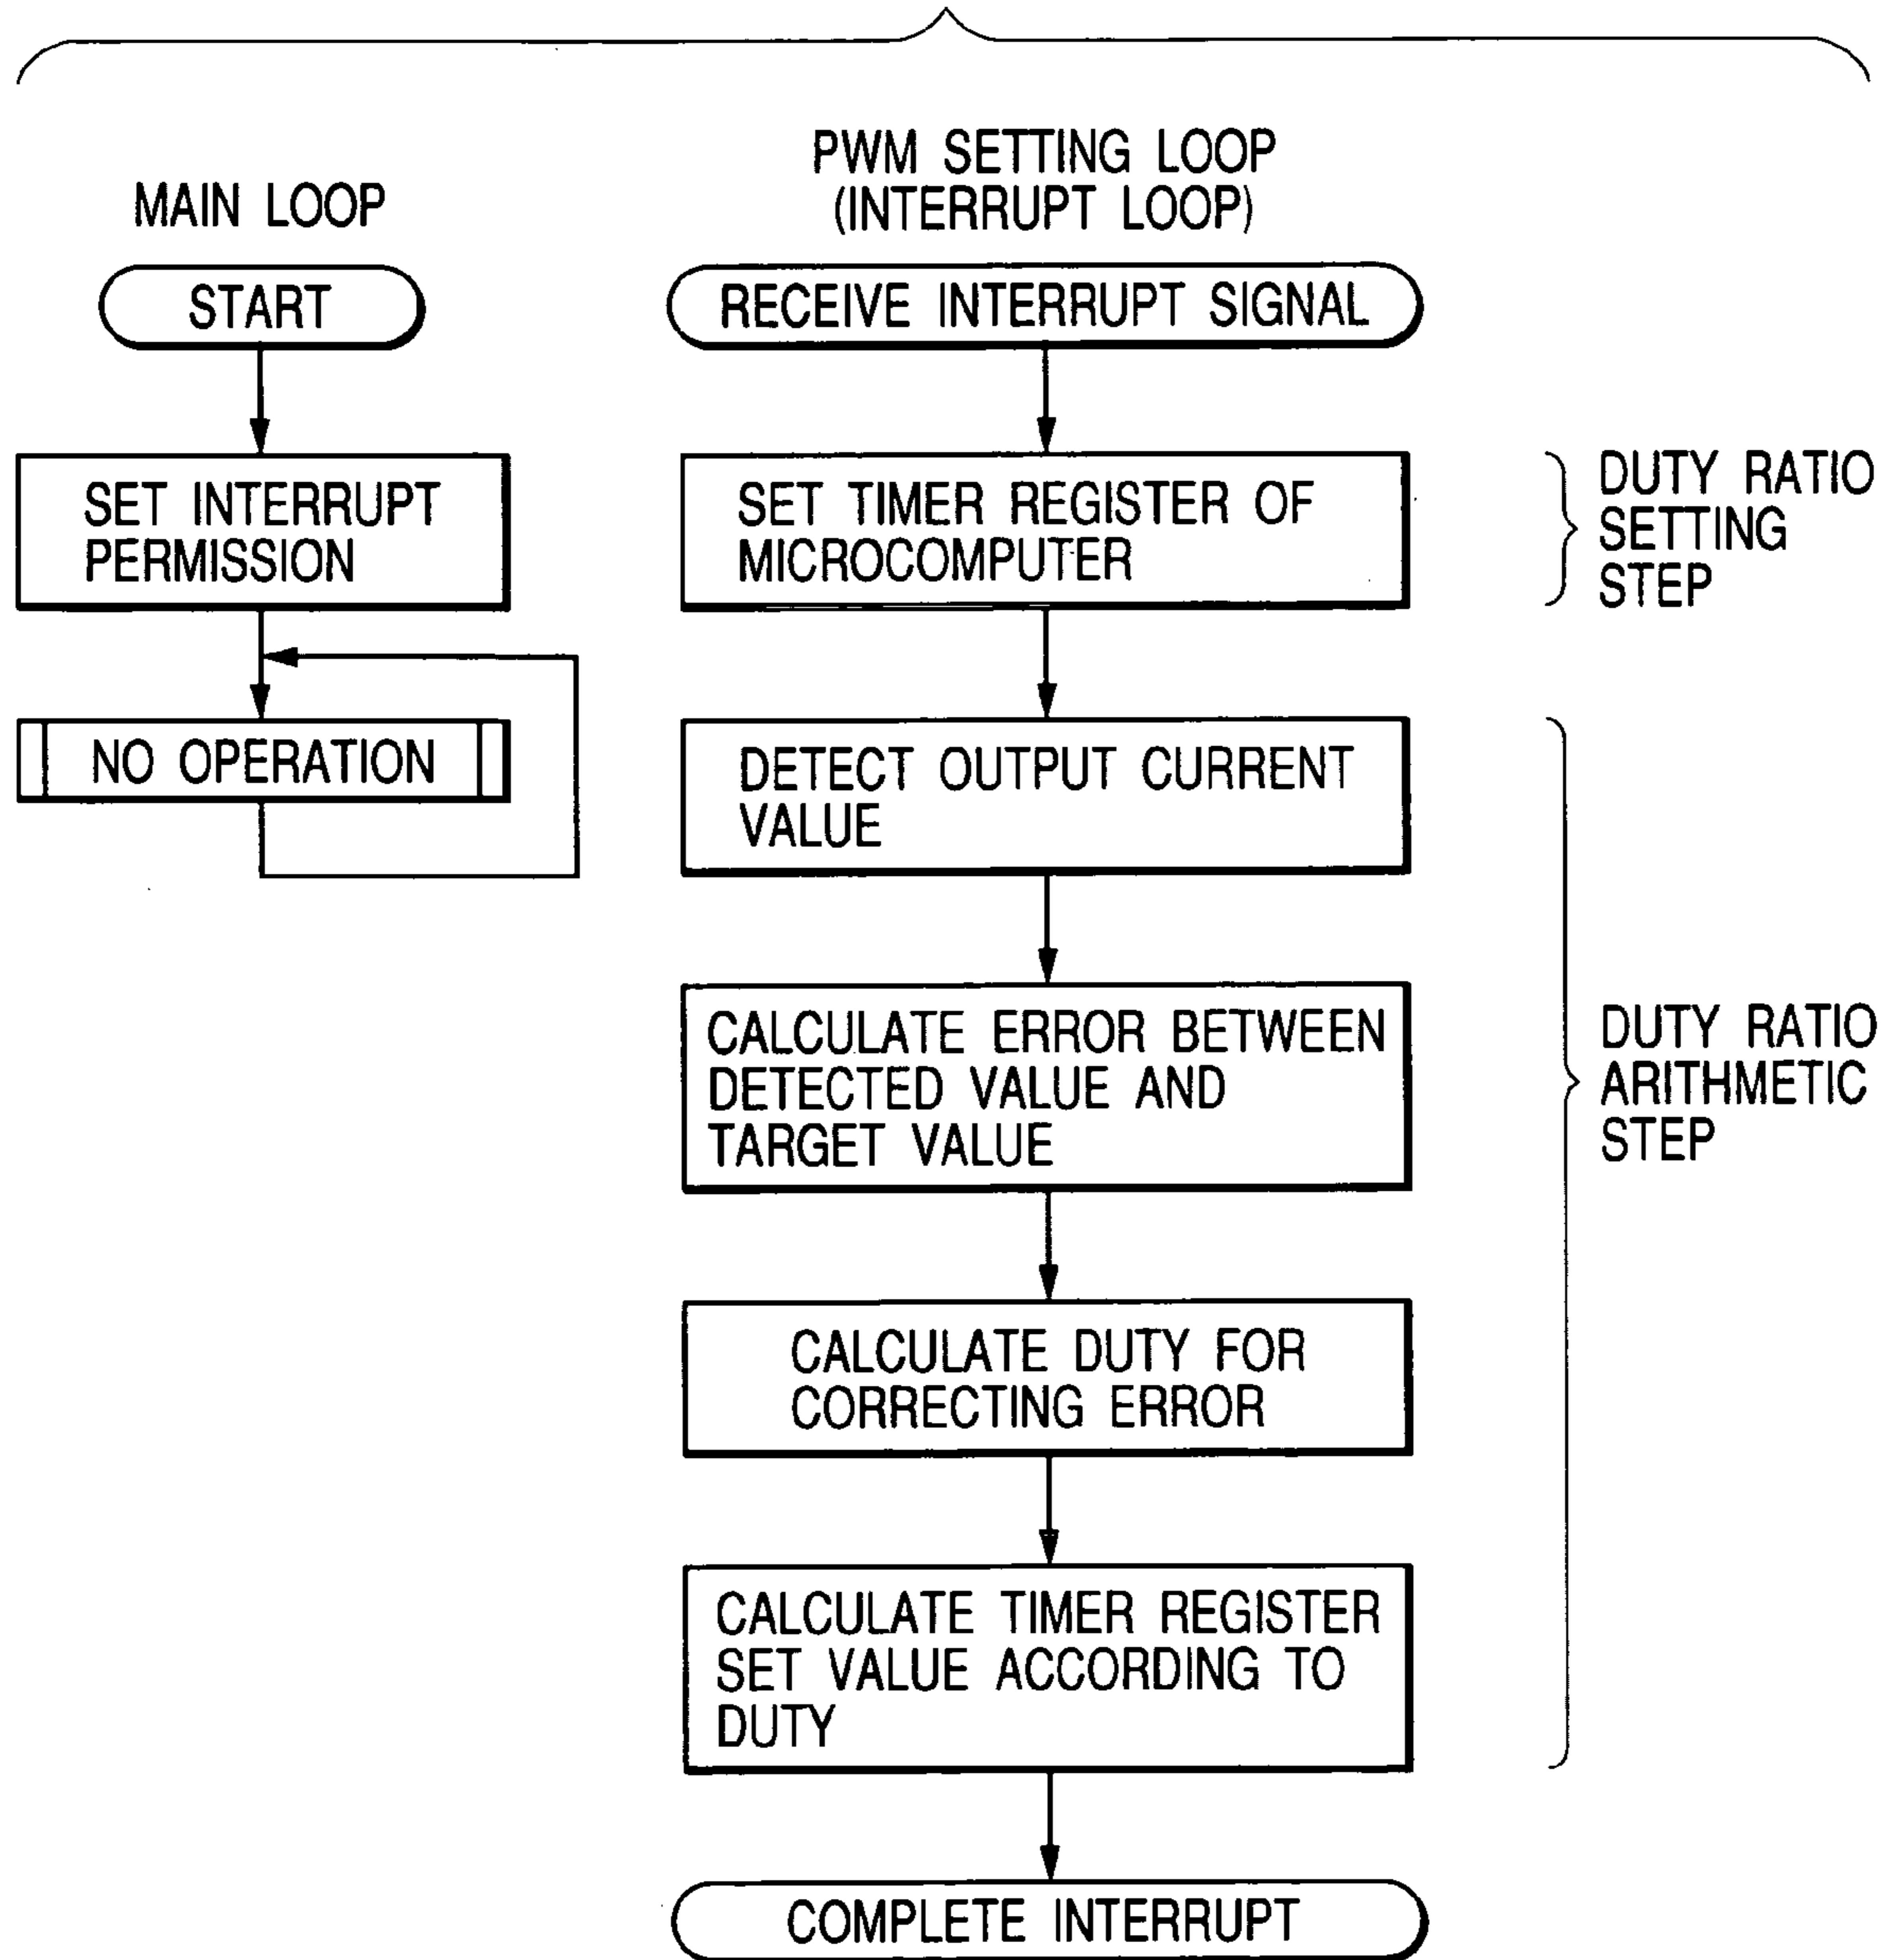 MAIN LOOP
START
SET INTERRUPT
PERMISSION
NO OPERATION
PWM SETTING LOOP
(INTERRUPT LOOP)
RECEIVE INTERRUPT SIGNAL
SET TIMER REGISTER OF
MICROCOMPUTER
DETECT OUTPUT CURRENT
VALUE
CALCULATE ERROR BETWEEN
DETECTED VALUE AND
TARGET VALUE
CALCULATE DUTY FOR
CORRECTING ERROR
CALCULATE TIMER REGISTER
SET VALUE ACCORDING TO
DUTY
COMPLETE INTERRUPT
DUTY RATIO
SETTING
STEP
DUTY RATIO
ARITHMETIC
STEP